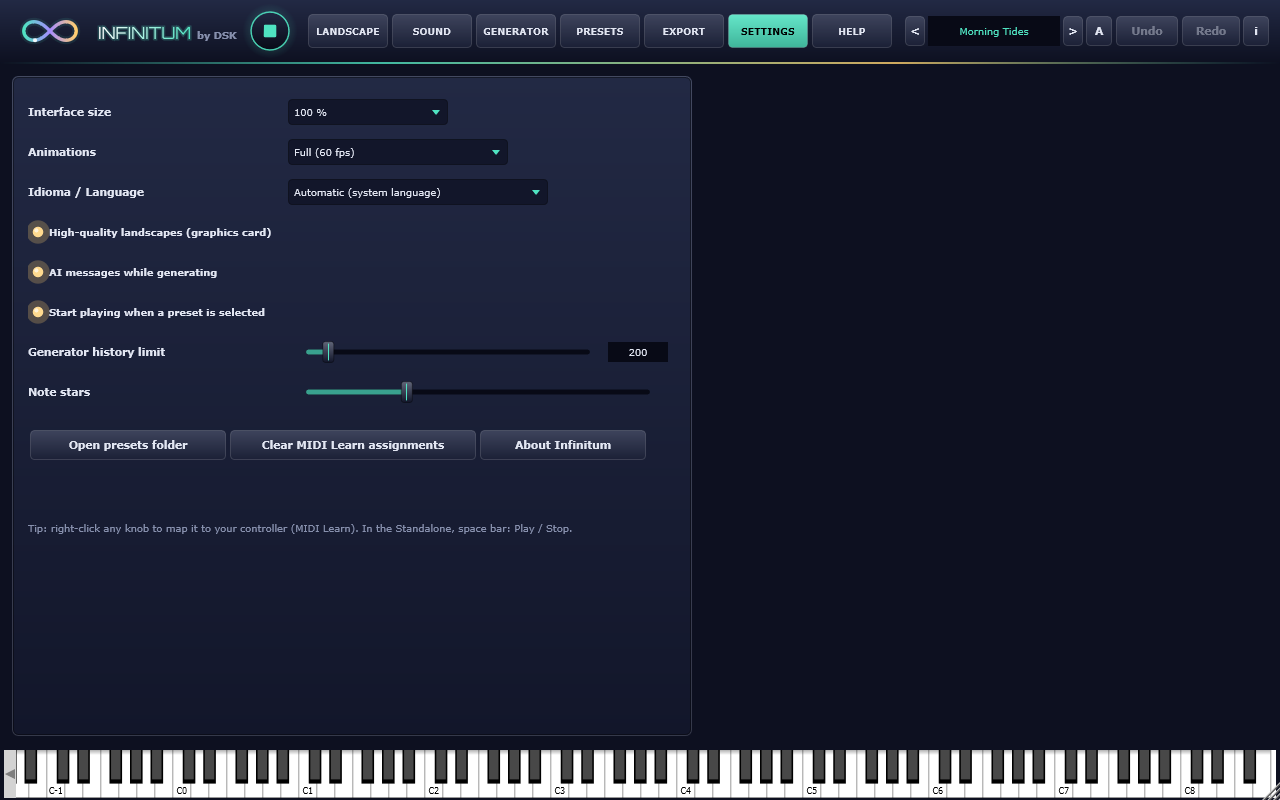 INFINITUM by DSK
LANDSCAPE
SOUND
GENERATOR
PRESETS
EXPORT
SETTINGS
HELP
<
Morning Tides
>
A
Undo
Redo
i
Interface size
100 %
Animations
Full (60 fps)
Idioma / Language
Automatic (system language)
High-quality landscapes (graphics card)
AI messages while generating
Start playing when a preset is selected
Generator history limit
200
Note stars
Open presets folder
Clear MIDI Learn assignments
About Infinitum
Tip: right-click any knob to map it to your controller (MIDI Learn). In the Standalone, space bar: Play / Stop.
C-1
C0
C1
C2
C3
C4
C5
C6
C7
C8